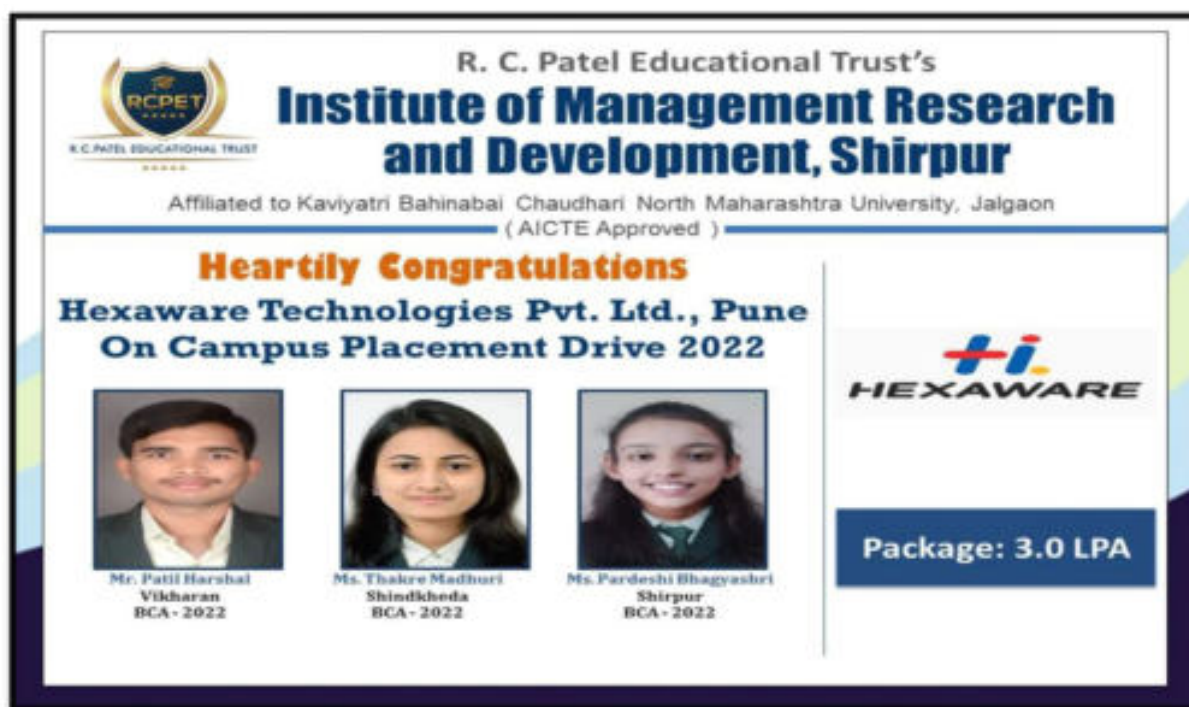 RCPET
R.C.PATEL EDUCATIONAL TRUST
R. C. Patel Educational Trust's
Institute of Management Research
and Development, Shirpur
Affiliated to Kaviyatri Bahinabai Chaudhari North Maharashtra University, Jalgaon
( AICTE Approved )
Heartily Congratulations
Hexaware Technologies Pvt. Ltd., Pune
On Campus Placement Drive 2022
Hi.
HEXAWARE
Mr. Patil Harshal
Vikharan
BCA - 2022
Ms. Thakre Madhuri
Shindkheda
BCA - 2022
Ms. Pardeshi Bhagyashri
Shirpur
BCA - 2022
Package: 3.0 LPA